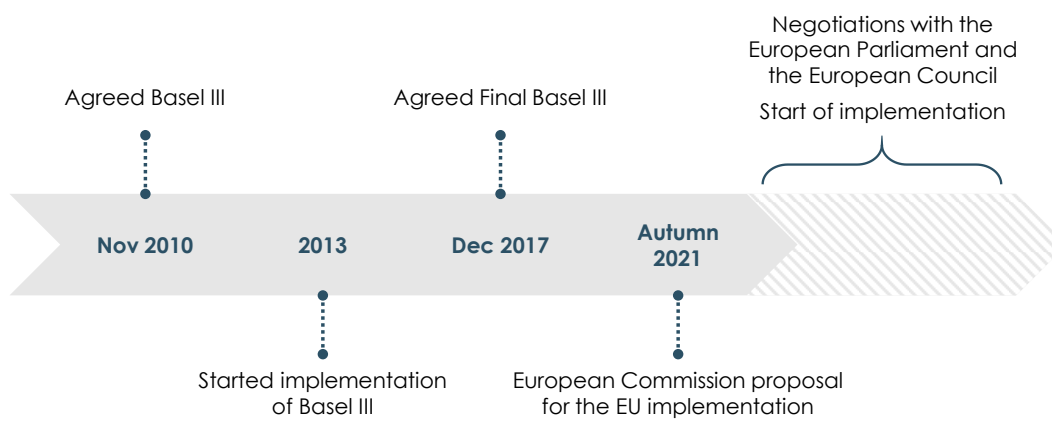 Negotiations with the
European Parliament and
the European Council
Start of implementation
Agreed Basel III
Agreed Final Basel III
Nov 2010
2013
Dec 2017
Autumn
2021
Started implementation
of Basel III
European Commission proposal
for the EU implementation